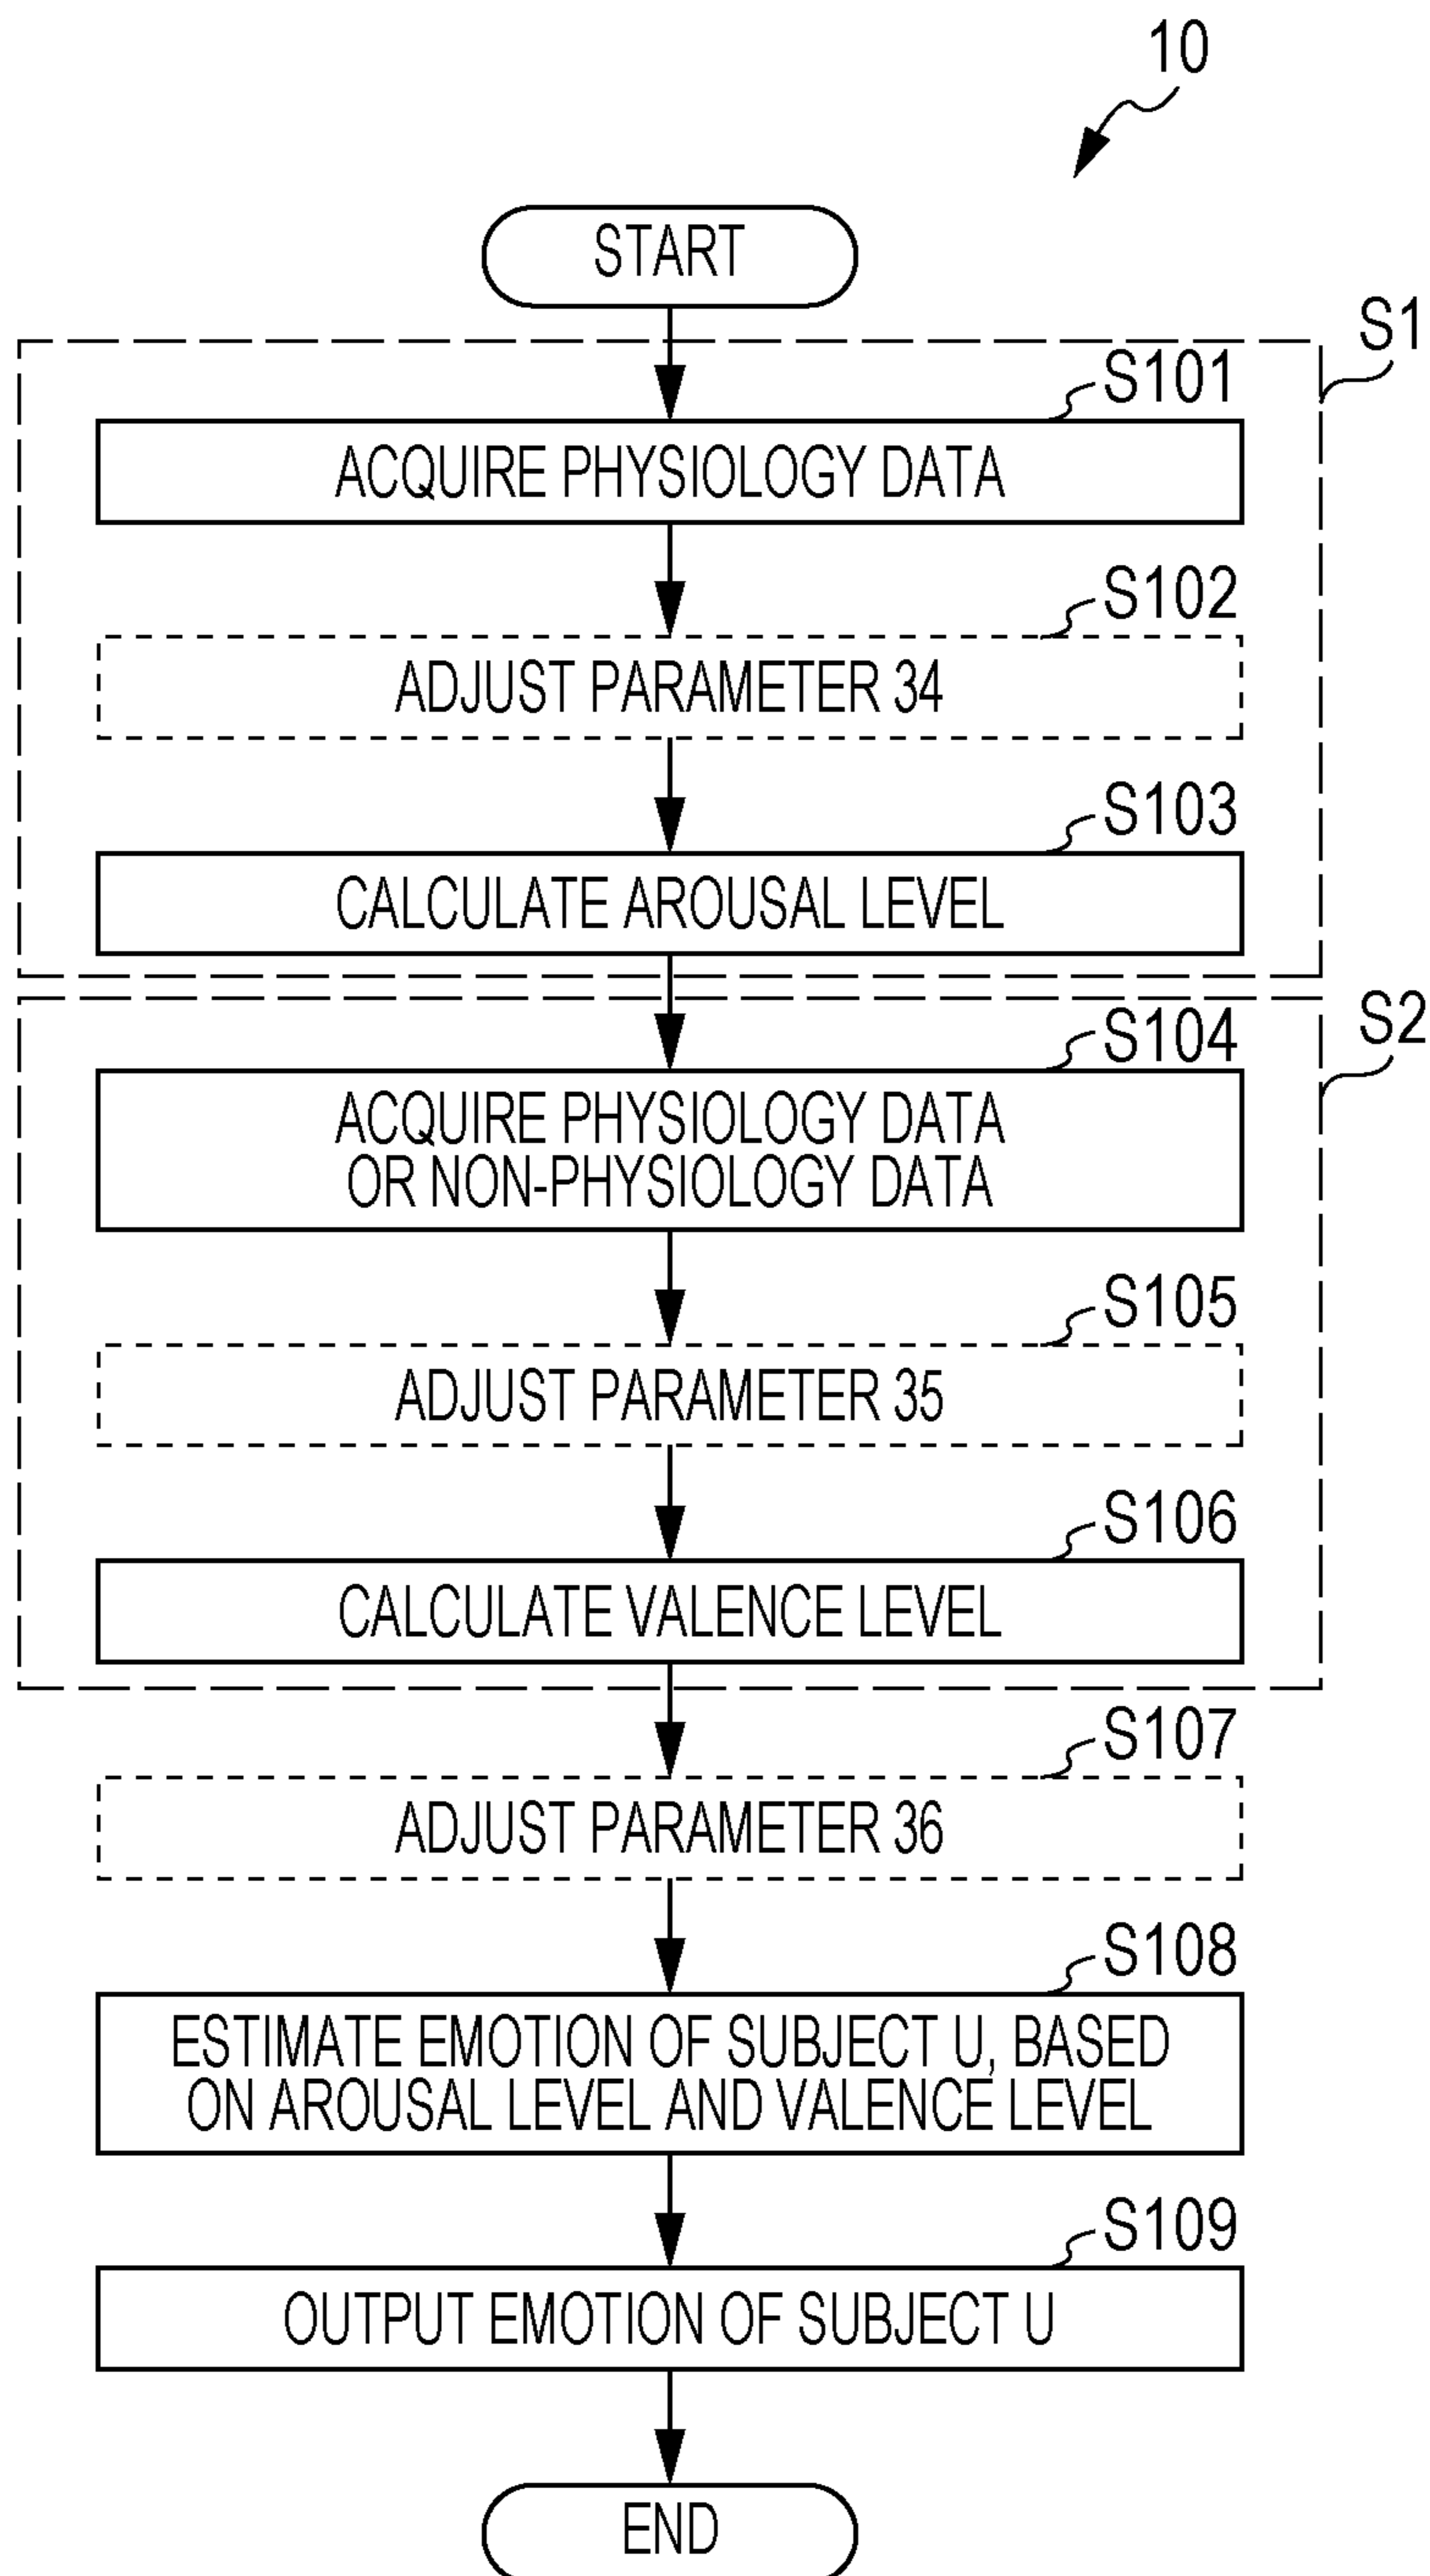 10
START
S1
S101
ACQUIRE PHYSIOLOGY DATA
S102
ADJUST PARAMETER 34
S103
CALCULATE AROUSAL LEVEL
S2
S104
ACQUIRE PHYSIOLOGY DATA
OR NON-PHYSIOLOGY DATA
S105
ADJUST PARAMETER 35
S106
CALCULATE VALENCE LEVEL
S107
ADJUST PARAMETER 36
S108
ESTIMATE EMOTION OF SUBJECT U, BASED
ON AROUSAL LEVEL AND VALENCE LEVEL
S109
OUTPUT EMOTION OF SUBJECT U
END